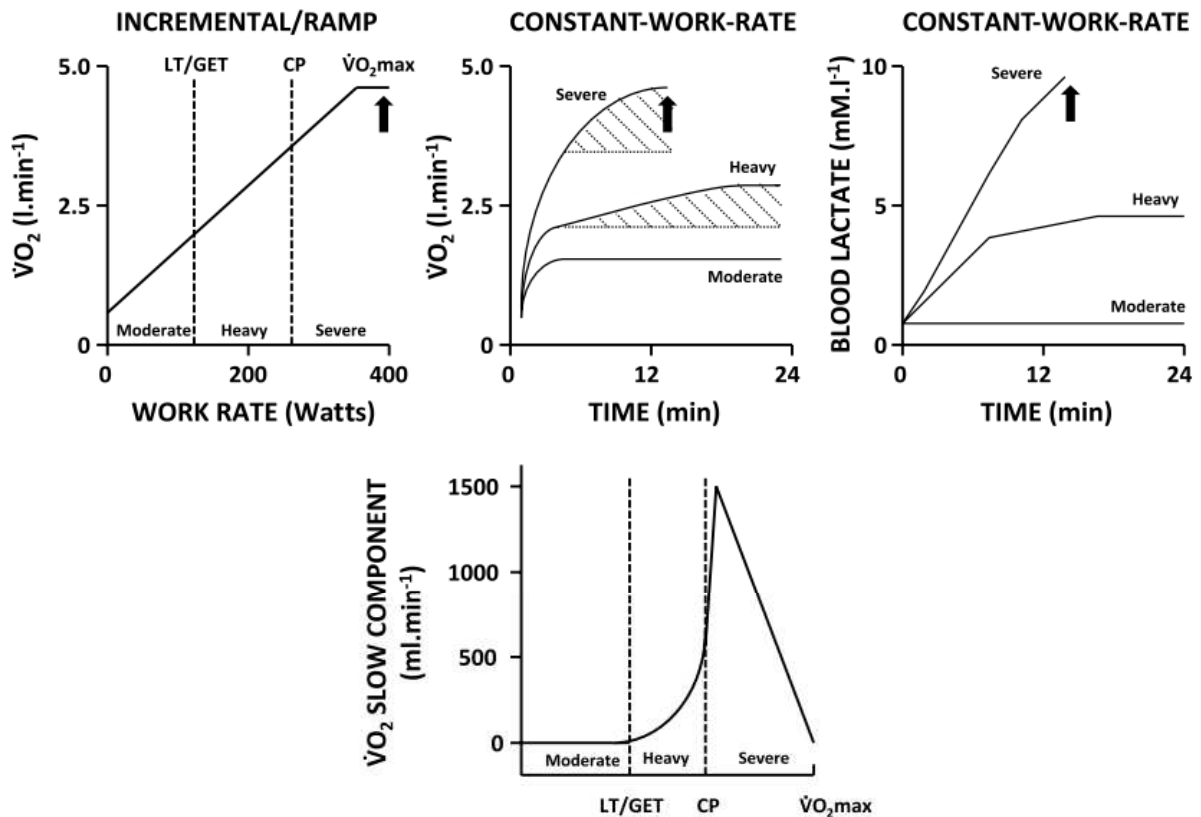 INCREMENTAL/RAMP
LT/GET CP V̇O₂max
5.0
2.5
0
V̇O₂ (l.min⁻¹)
Moderate Heavy Severe
0 200 400
WORK RATE (Watts)
CONSTANT-WORK-RATE
5.0
2.5
0
V̇O₂ (l.min⁻¹)
Severe
Heavy
Moderate
0 12 24
TIME (min)
CONSTANT-WORK-RATE
10
5
0
BLOOD LACTATE (mM.l⁻¹)
Severe
Heavy
Moderate
0 12 24
TIME (min)
V̇O₂ SLOW COMPONENT
(ml.min⁻¹)
1500
1000
500
0
Moderate Heavy Severe
LT/GET CP V̇O₂max